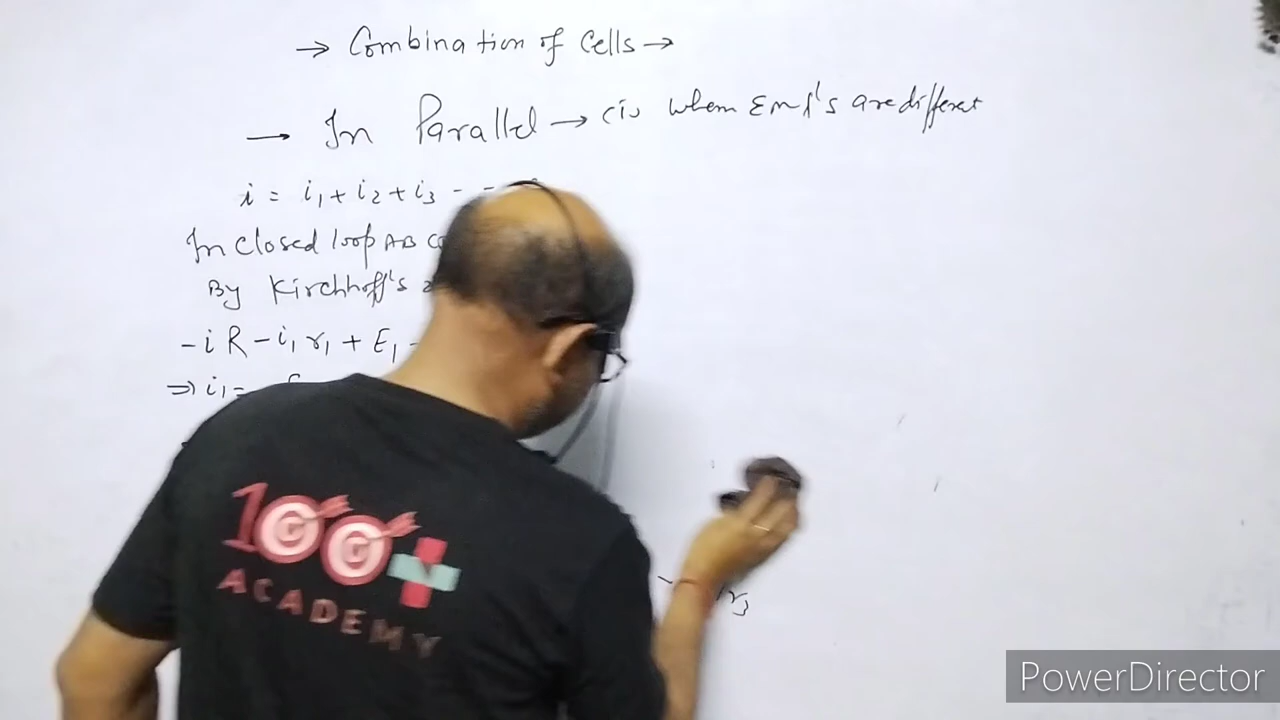 → Combination of Cells →
→ In Parallel → (i) when Emf's are different
i = i₁ + i₂ + i₃ - -
In closed loop AB
By Kirchhoff's
- i R - i₁ r₁ + E₁ -
⇒ i₁ =
r₃
100+
ACADEMY
PowerDirector